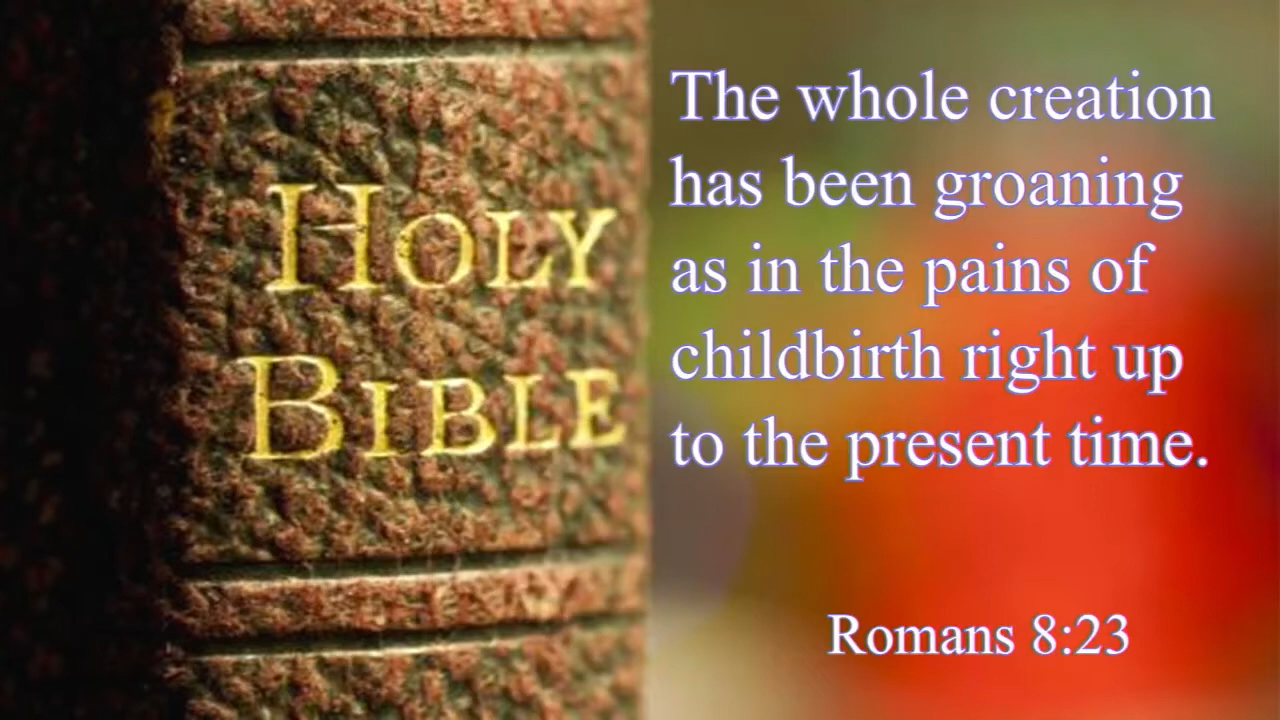 HOLY
BIBLE
The whole creation
has been groaning
as in the pains of
childbirth right up
to the present time.
Romans 8:23